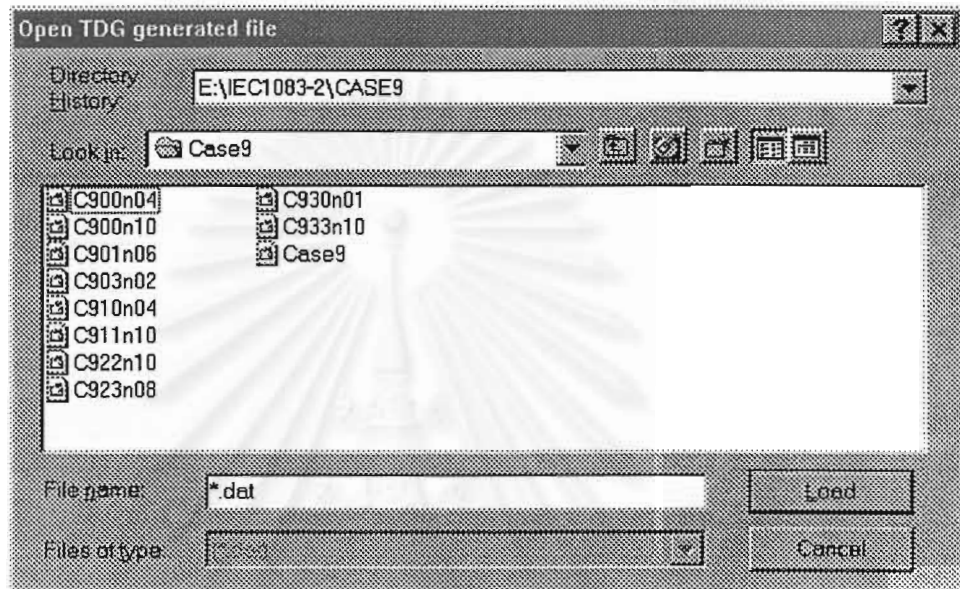 Open TDG generated file
Directory
History
E:\IEC1083-2\CASE9
Look in:
Case9
C900n04
C900n10
C901n06
C903n02
C910n04
C911n10
C922n10
C923n08
C930n01
C933n10
Case9
File name:
*.dat
Load
Files of type:
Cancel